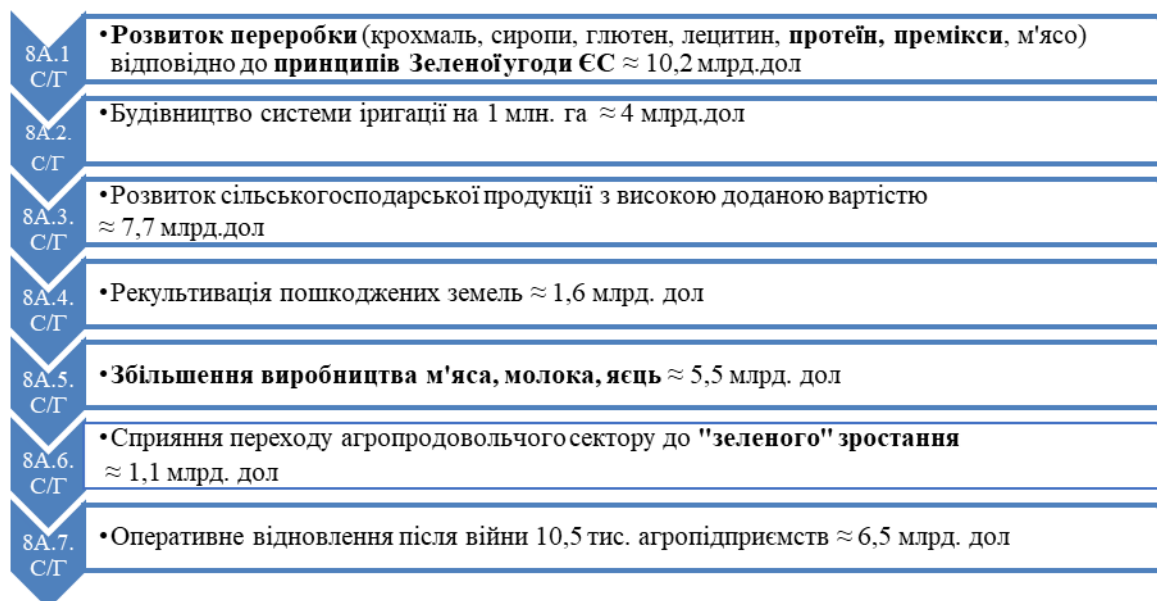 8А.1
С/Г
•Розвиток переробки (крохмаль, сиропи, глютен, лецитин, протеїн, премікси, м'ясо)
відповідно до принципів Зеленоїугоди ЄС ≈ 10,2 млрд.дол
8А.2.
С/Г
•Будівництво системи іригації на 1 млн. га ≈ 4 млрд.дол
8А.3.
С/Г
•Розвиток сільськогосподарської продукції з високою доданою вартістю
≈ 7,7 млрд.дол
8А.4.
С/Г
•Рекультивація пошкоджених земель ≈ 1,6 млрд. дол
8А.5.
С/Г
•Збільшення виробництва м'яса, молока, яєць ≈ 5,5 млрд. дол
8А.6.
С/Г
•Сприяння переходу агропродовольчого сектору до "зеленого" зростання
≈ 1,1 млрд. дол
8А.7.
С/Г
•Оперативне відновлення після війни 10,5 тис. агропідприємств ≈ 6,5 млрд. дол